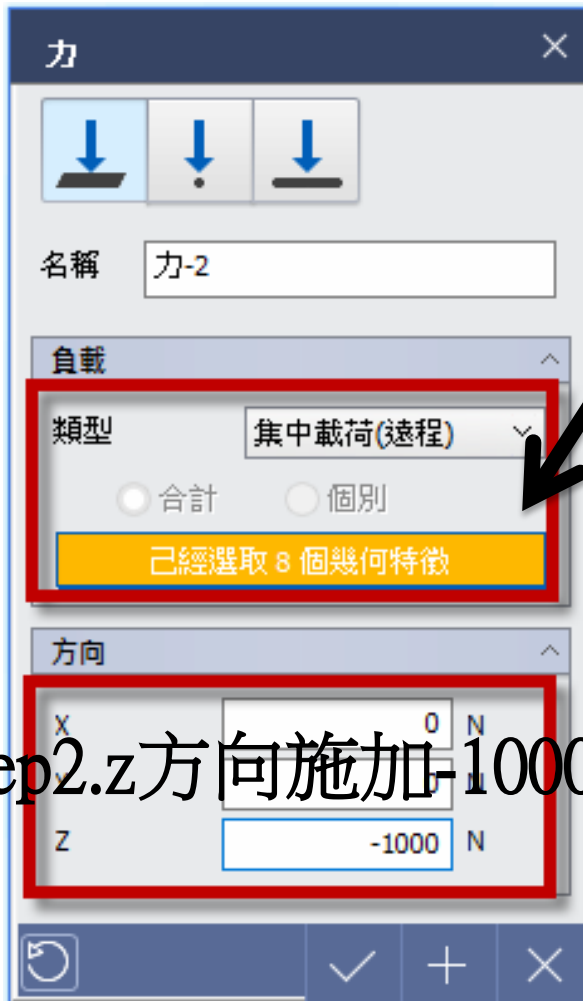 力
名稱 力-2
負載
類型 集中載荷(遠程)
合計 個別
已經選取 8 個幾何特徵
方向
X 0 N
ep2.z方向施加-1000
Y 0 N
Z -1000 N